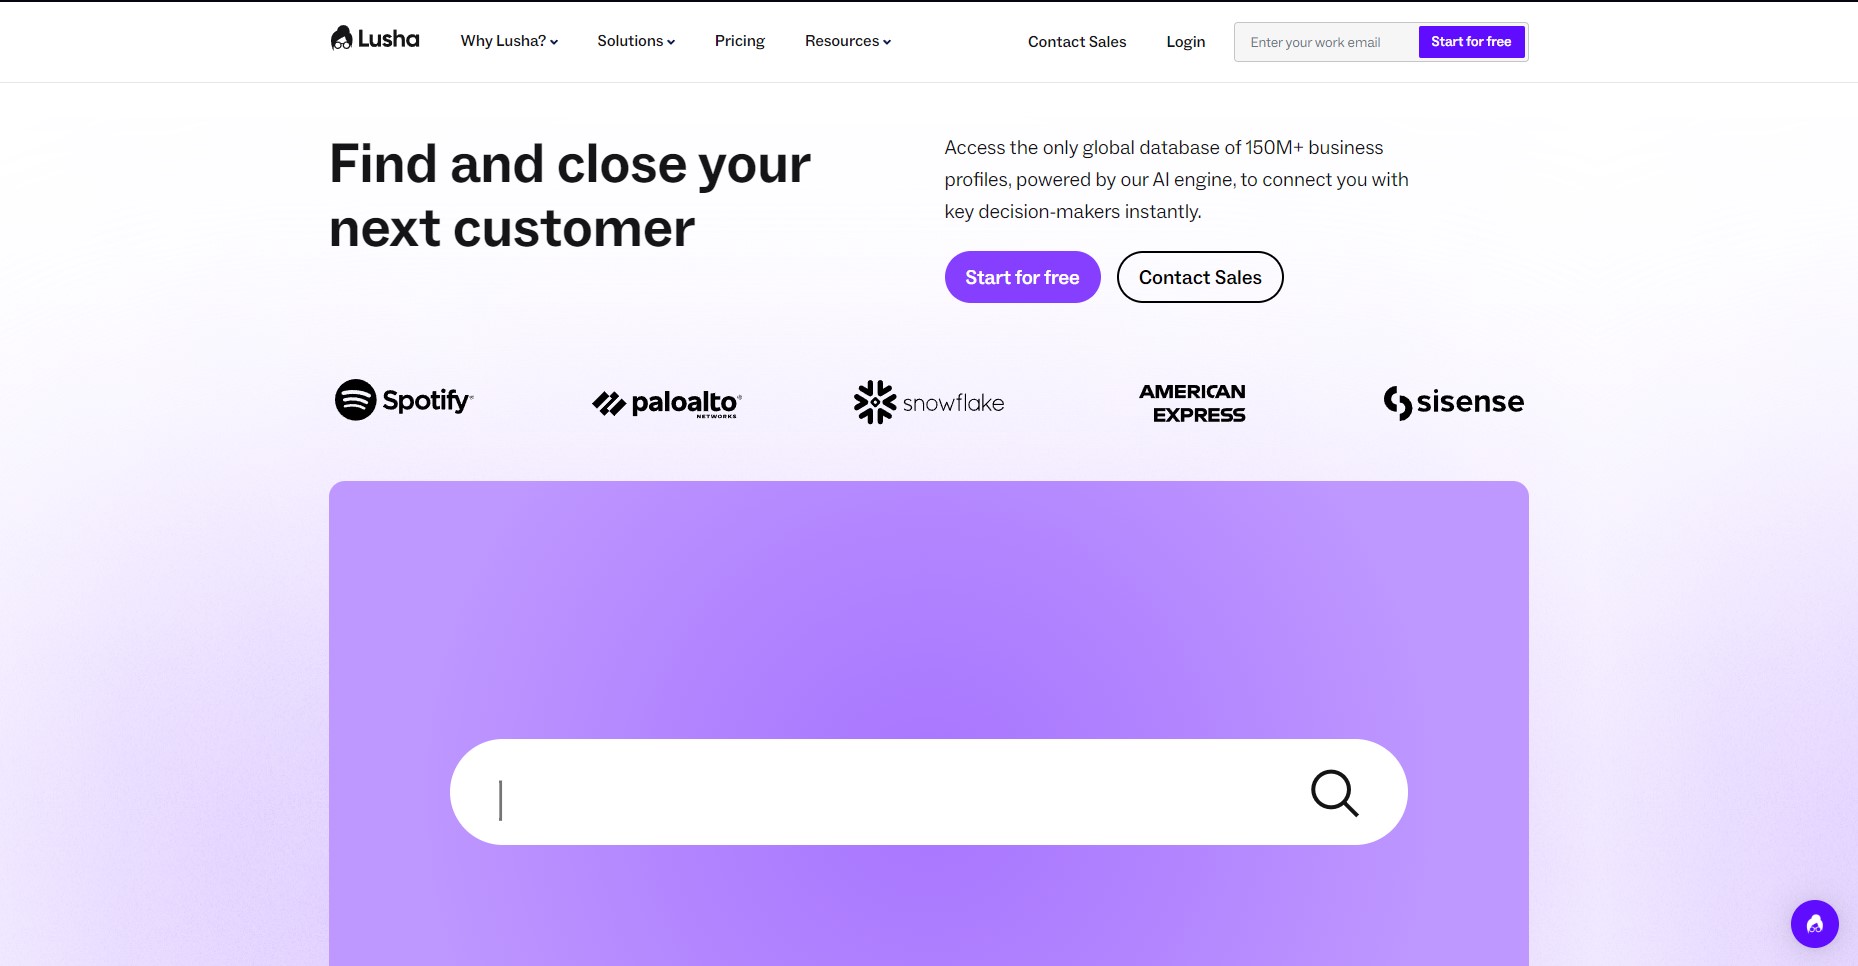 Lusha
Why Lusha?
Solutions
Pricing
Resources
Contact Sales
Login
Enter your work email
Start for free
Find and close your
next customer
Access the only global database of 150M+ business
profiles, powered by our AI engine, to connect you with
key decision-makers instantly.
Start for free
Contact Sales
Spotify®
paloalto®
NETWORKS
snowflake
AMERICAN
EXPRESS
sisense